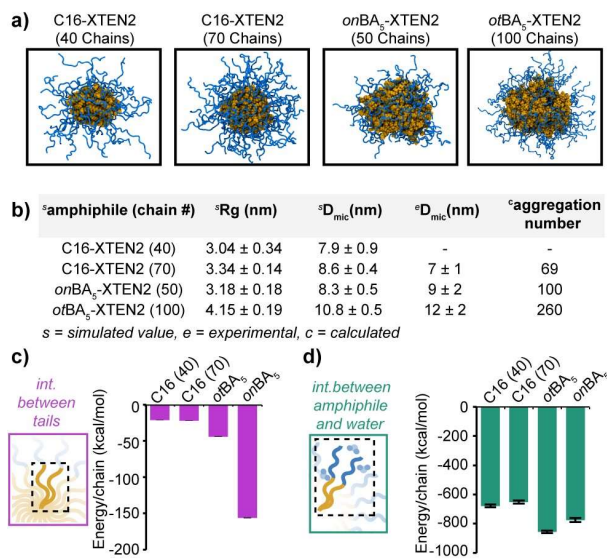 a)
C16-XTEN2
(40 Chains)
C16-XTEN2
(70 Chains)
onBA₅-XTEN2
(50 Chains)
otBA₅-XTEN2
(100 Chains)
b)
ˢamphiphile (chain #) ˢRg (nm) ˢDmic(nm) ᵉDmic(nm) ᶜaggregation number
C16-XTEN2 (40) 3.04 ± 0.34 7.9 ± 0.9 - -
C16-XTEN2 (70) 3.34 ± 0.14 8.6 ± 0.4 7 ± 1 69
onBA₅-XTEN2 (50) 3.18 ± 0.18 8.3 ± 0.5 9 ± 2 100
otBA₅-XTEN2 (100) 4.15 ± 0.19 10.8 ± 0.5 12 ± 2 260
s = simulated value, e = experimental, c = calculated
c)
int.
between
tails
Energy/chain (kcal/mol)
C16 (40)
C16 (70)
otBA₅
onBA₅
0
-50
-100
-150
-200
d)
int.between
amphiphile
and water
Energy/chain (kcal/mol)
C16 (40)
C16 (70)
otBA₅
onBA₅
0
-200
-400
-600
-800
-1000